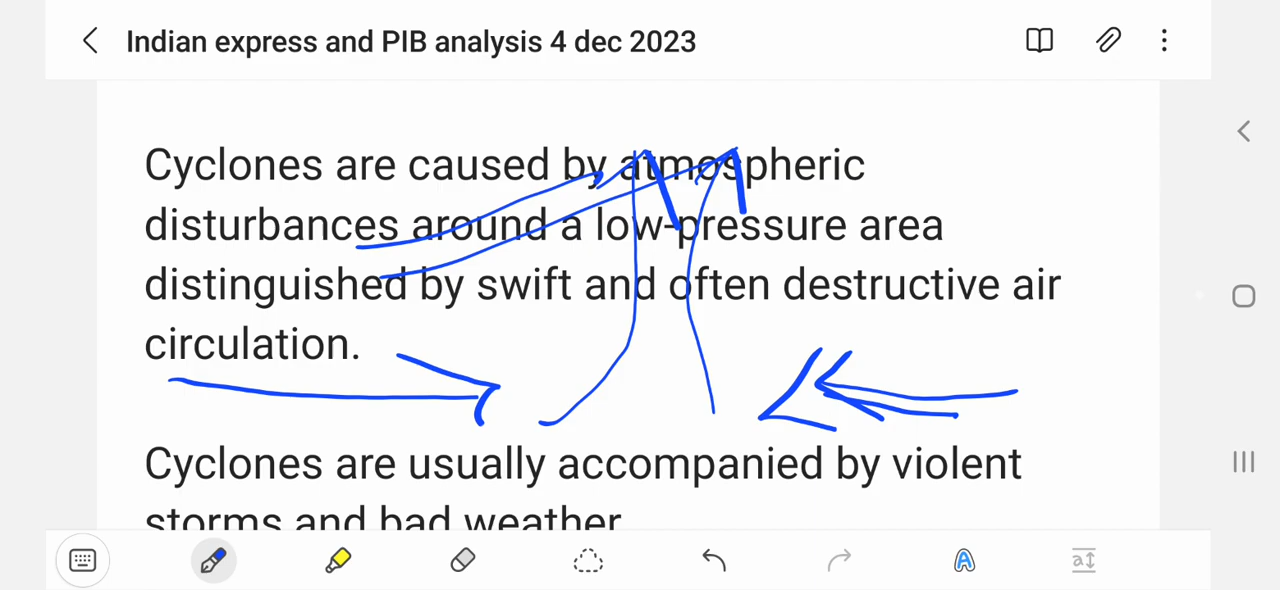 Indian express and PIB analysis 4 dec 2023
Cyclones are caused by atmospheric
disturbances around a low-pressure area
distinguished by swift and often destructive air
circulation.
Cyclones are usually accompanied by violent
storms and bad weather